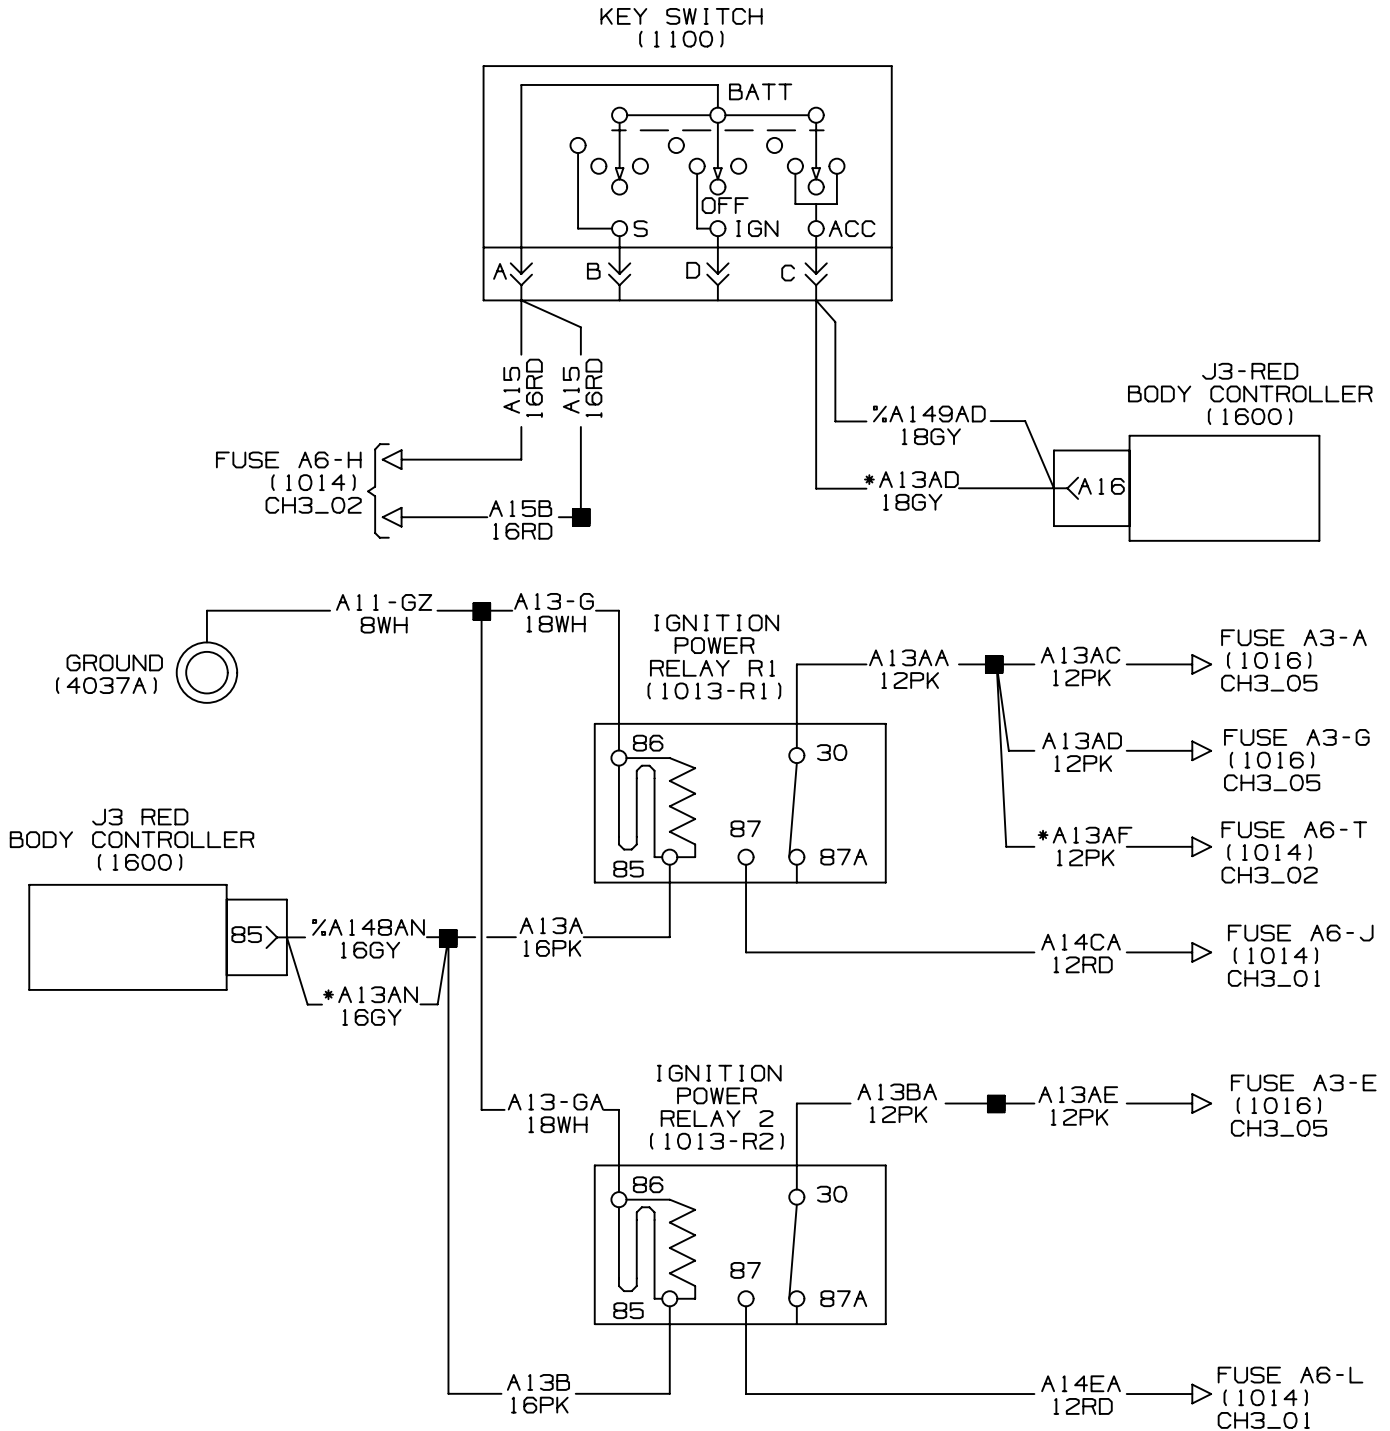 KEY SWITCH
(1100)
BATT
OFF
S
IGN
ACC
A
B
D
C
A15
16RD
A15
16RD
J3-RED
BODY CONTROLLER
(1600)
%A149AD
18GY
*A13AD
18GY
A16
FUSE A6-H
(1014)
CH3_02
A15B
16RD
A11-GZ
8WH
A13-G
18WH
GROUND
(4037A)
IGNITION
POWER
RELAY R1
(1013-R1)
A13AA
12PK
A13AC
12PK
FUSE A3-A
(1016)
CH3_05
A13AD
12PK
FUSE A3-G
(1016)
CH3_05
*A13AF
12PK
FUSE A6-T
(1014)
CH3_02
86
30
87
85
87A
J3 RED
BODY CONTROLLER
(1600)
85
%A148AN
16GY
*A13AN
16GY
A13A
16PK
A14CA
12RD
FUSE A6-J
(1014)
CH3_01
IGNITION
POWER
RELAY 2
(1013-R2)
A13-GA
18WH
A13BA
12PK
A13AE
12PK
FUSE A3-E
(1016)
CH3_05
86
30
87
85
87A
A13B
16PK
A14EA
12RD
FUSE A6-L
(1014)
CH3_01